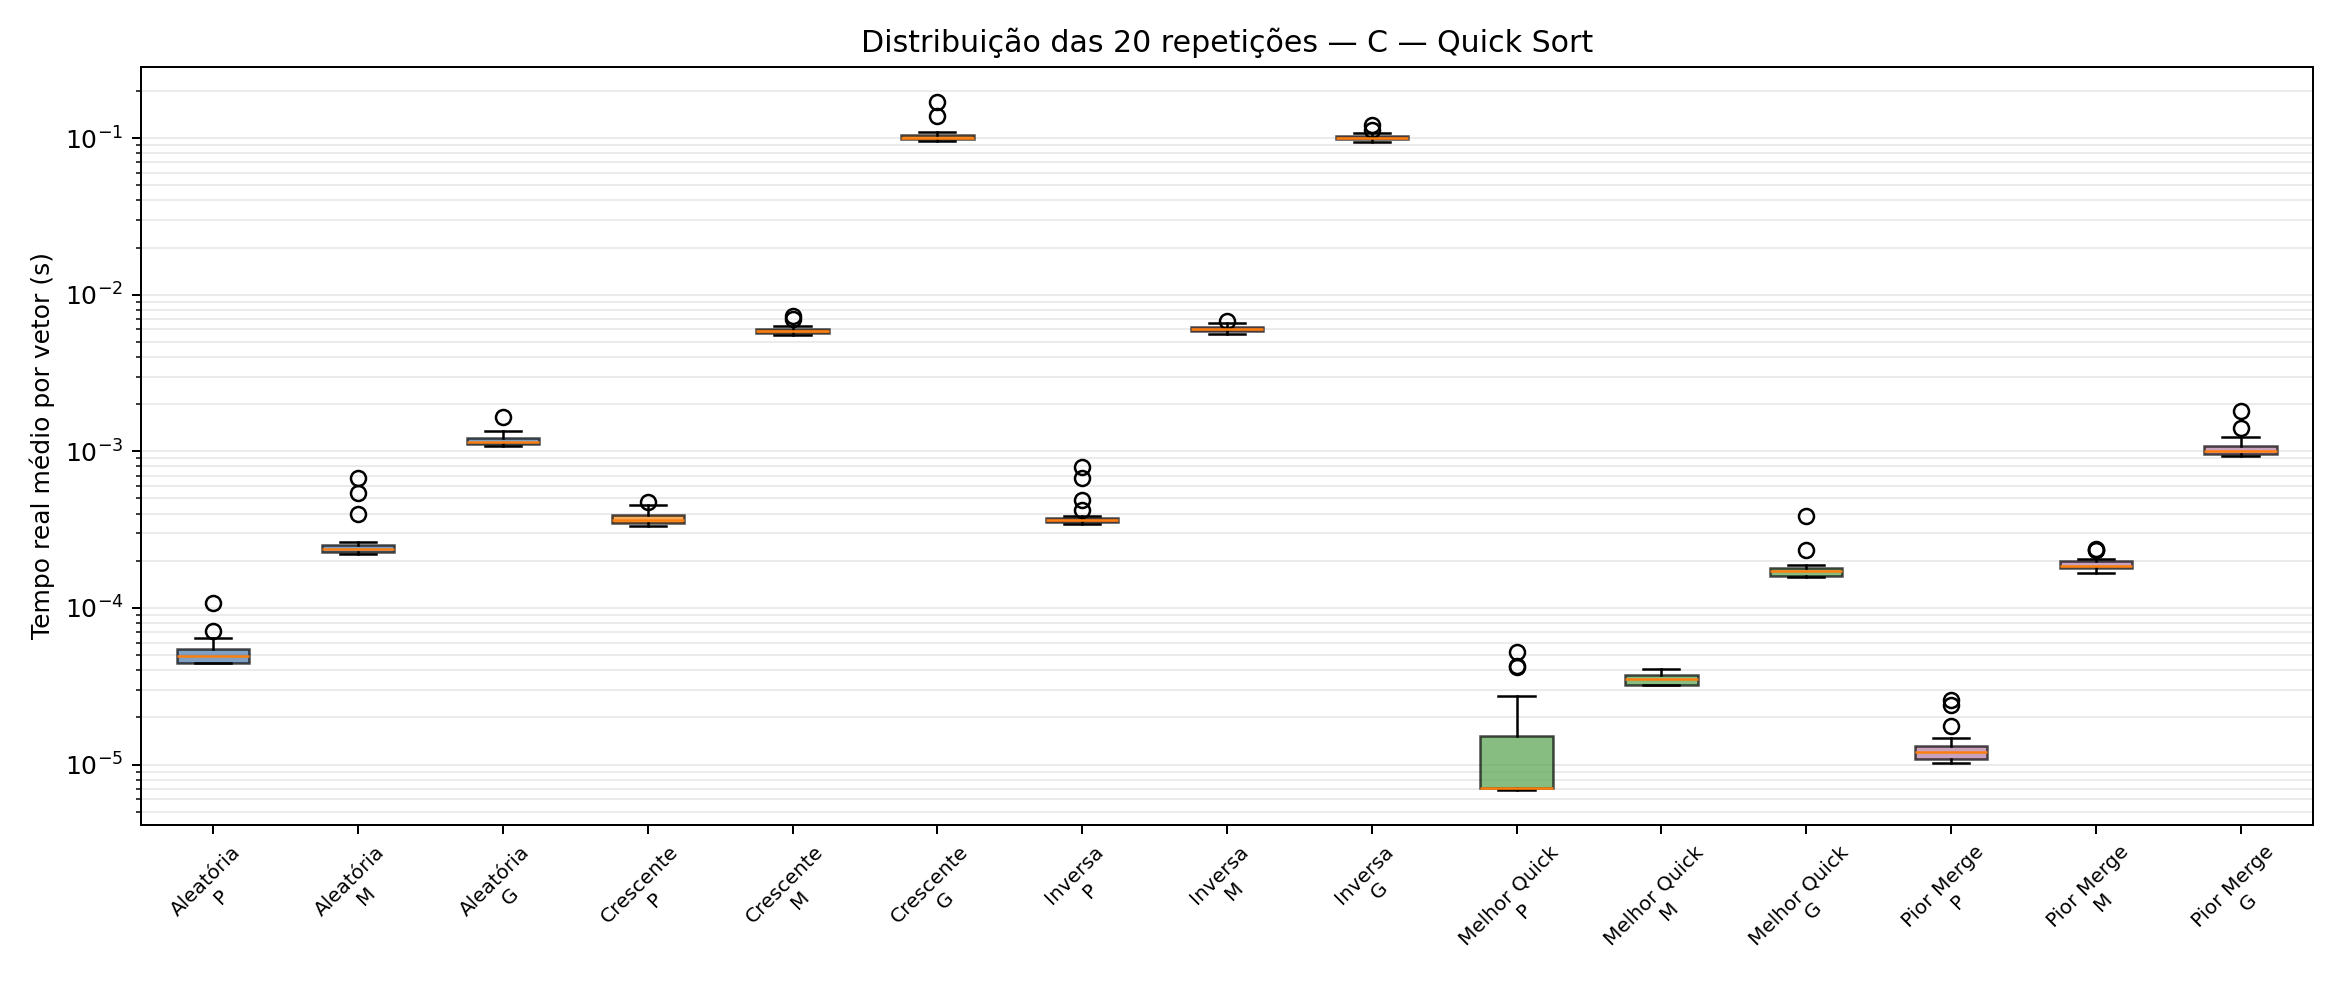 Distribuição das 20 repetições — C — Quick Sort
Tempo real médio por vetor (s)
10⁻¹
10⁻²
10⁻³
10⁻⁴
10⁻⁵
Aleatória
P
Aleatória
M
Aleatória
G
Crescente
P
Crescente
M
Crescente
G
Inversa
P
Inversa
M
Inversa
G
Melhor Quick
P
Melhor Quick
M
Melhor Quick
G
Pior Merge
P
Pior Merge
M
Pior Merge
G